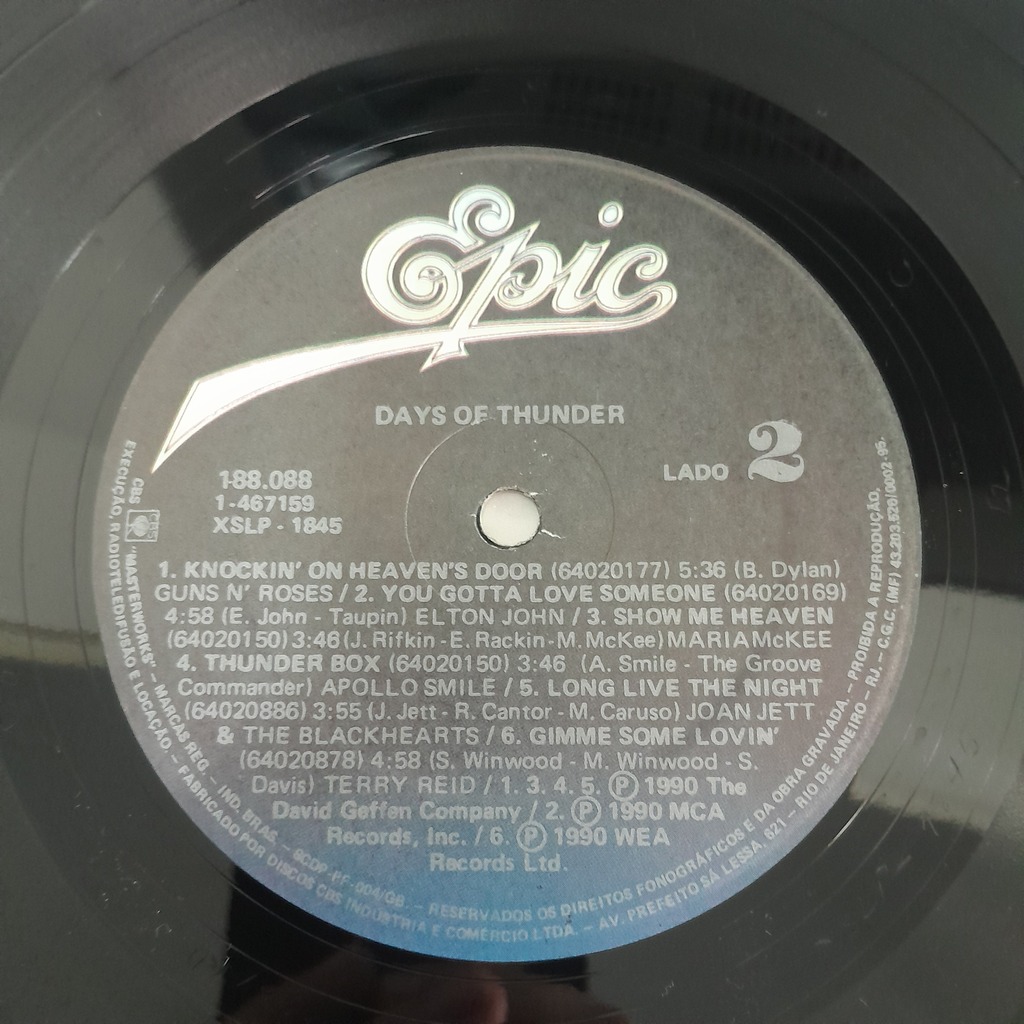 Epic
DAYS OF THUNDER
LADO 2
188.088
1-467159
XSLP - 1845
1. KNOCKIN' ON HEAVEN'S DOOR (64020177) 5:36 (B. Dylan)
GUNS N' ROSES / 2. YOU GOTTA LOVE SOMEONE (64020169)
4:58 (E. John - Taupin) ELTON JOHN / 3. SHOW ME HEAVEN
(64020150) 3:46 (J. Rifkin - E. Rackin - M. McKee) MARIA McKEE
4. THUNDER BOX (64020150) 3:46 (A. Smile - The Groove
Commander) APOLLO SMILE / 5. LONG LIVE THE NIGHT
(64020886) 3:55 (J. Jett - R. Cantor - M. Caruso) JOAN JETT
& THE BLACKHEARTS / 6. GIMME SOME LOVIN'
(64020878) 4:58 (S. Winwood - M. Winwood - S.
Davis) TERRY REID / 1. 3. 4. 5. Ⓟ 1990 The
David Geffen Company / 2. Ⓟ 1990 MCA
Records, Inc. / 6. Ⓟ 1990 WEA
Records Ltd.
CBS CBS "MASTERWORKS" - MARCAS REG. - IND. BRAS. - SCDP-PF-004/GB. - RESERVADOS OS DIREITOS FONOGRÁFICOS E DA OBRA GRAVADA. - PROIBIDA A REPRODUÇÃO,
EXECUÇÃO, RADIOTELEDIFUSÃO E LOCAÇÃO. - FABRICADO POR DISCOS CBS INDÚSTRIA E COMÉRCIO LTDA. - AV. PREFEITO SÁ LESSA, 621 - RIO DE JANEIRO - RJ. - C.G.C. (MF) 43.203.520/0002-95.